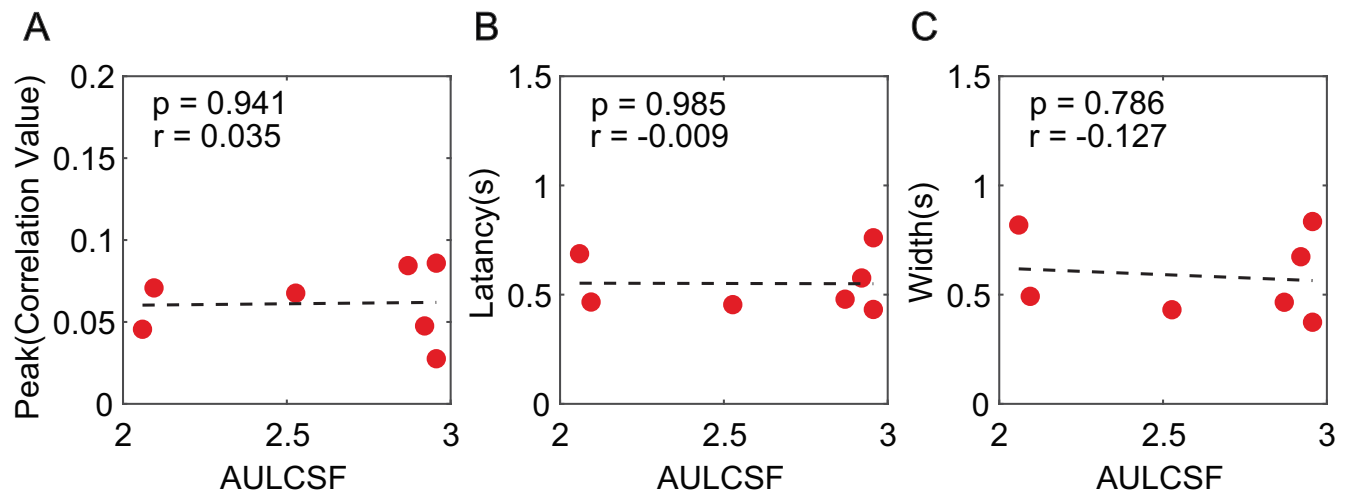 A
Peak(Correlation Value)
0.2
0.15
0.1
0.05
0
p = 0.941
r = 0.035
2
2.5
3
AULCSF
B
Latancy(s)
1.5
1
0.5
0
p = 0.985
r = -0.009
2
2.5
3
AULCSF
C
Width(s)
1.5
1
0.5
0
p = 0.786
r = -0.127
2
2.5
3
AULCSF